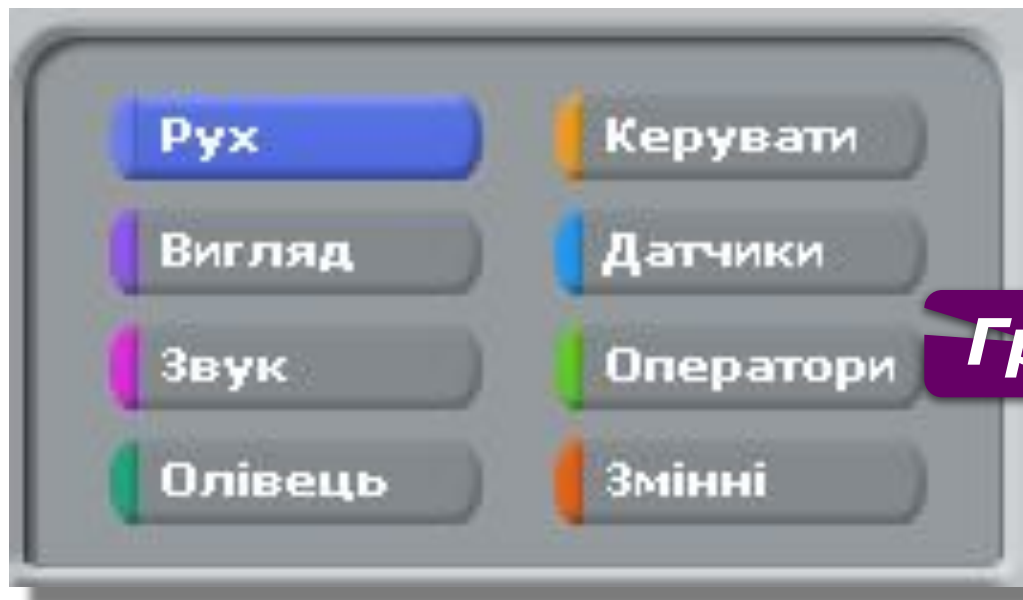 Рух
Керувати
Вигляд
Датчики
Звук
Оператори
Олівець
Змінні